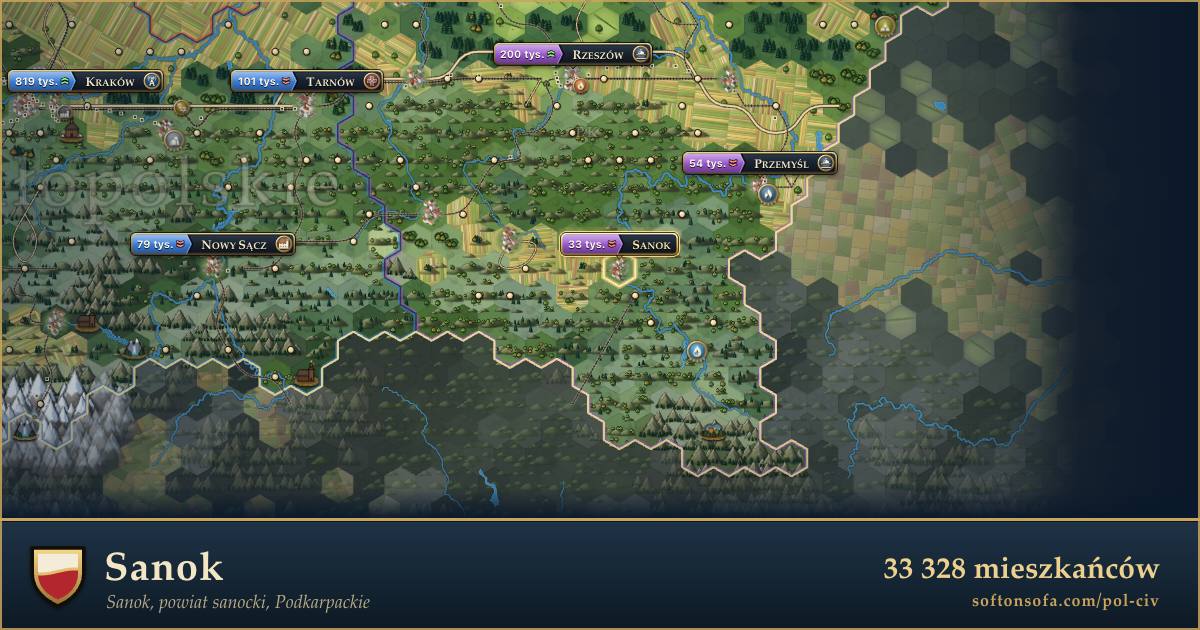 200 tys. Rzeszów
819 tys. Kraków
101 tys. Tarnów
54 tys. Przemyśl
łopolskie
79 tys. Nowy Sącz
33 tys. Sanok
Sanok
33 328 mieszkańców
Sanok, powiat sanocki, Podkarpackie
softonsofa.com/pol-civ